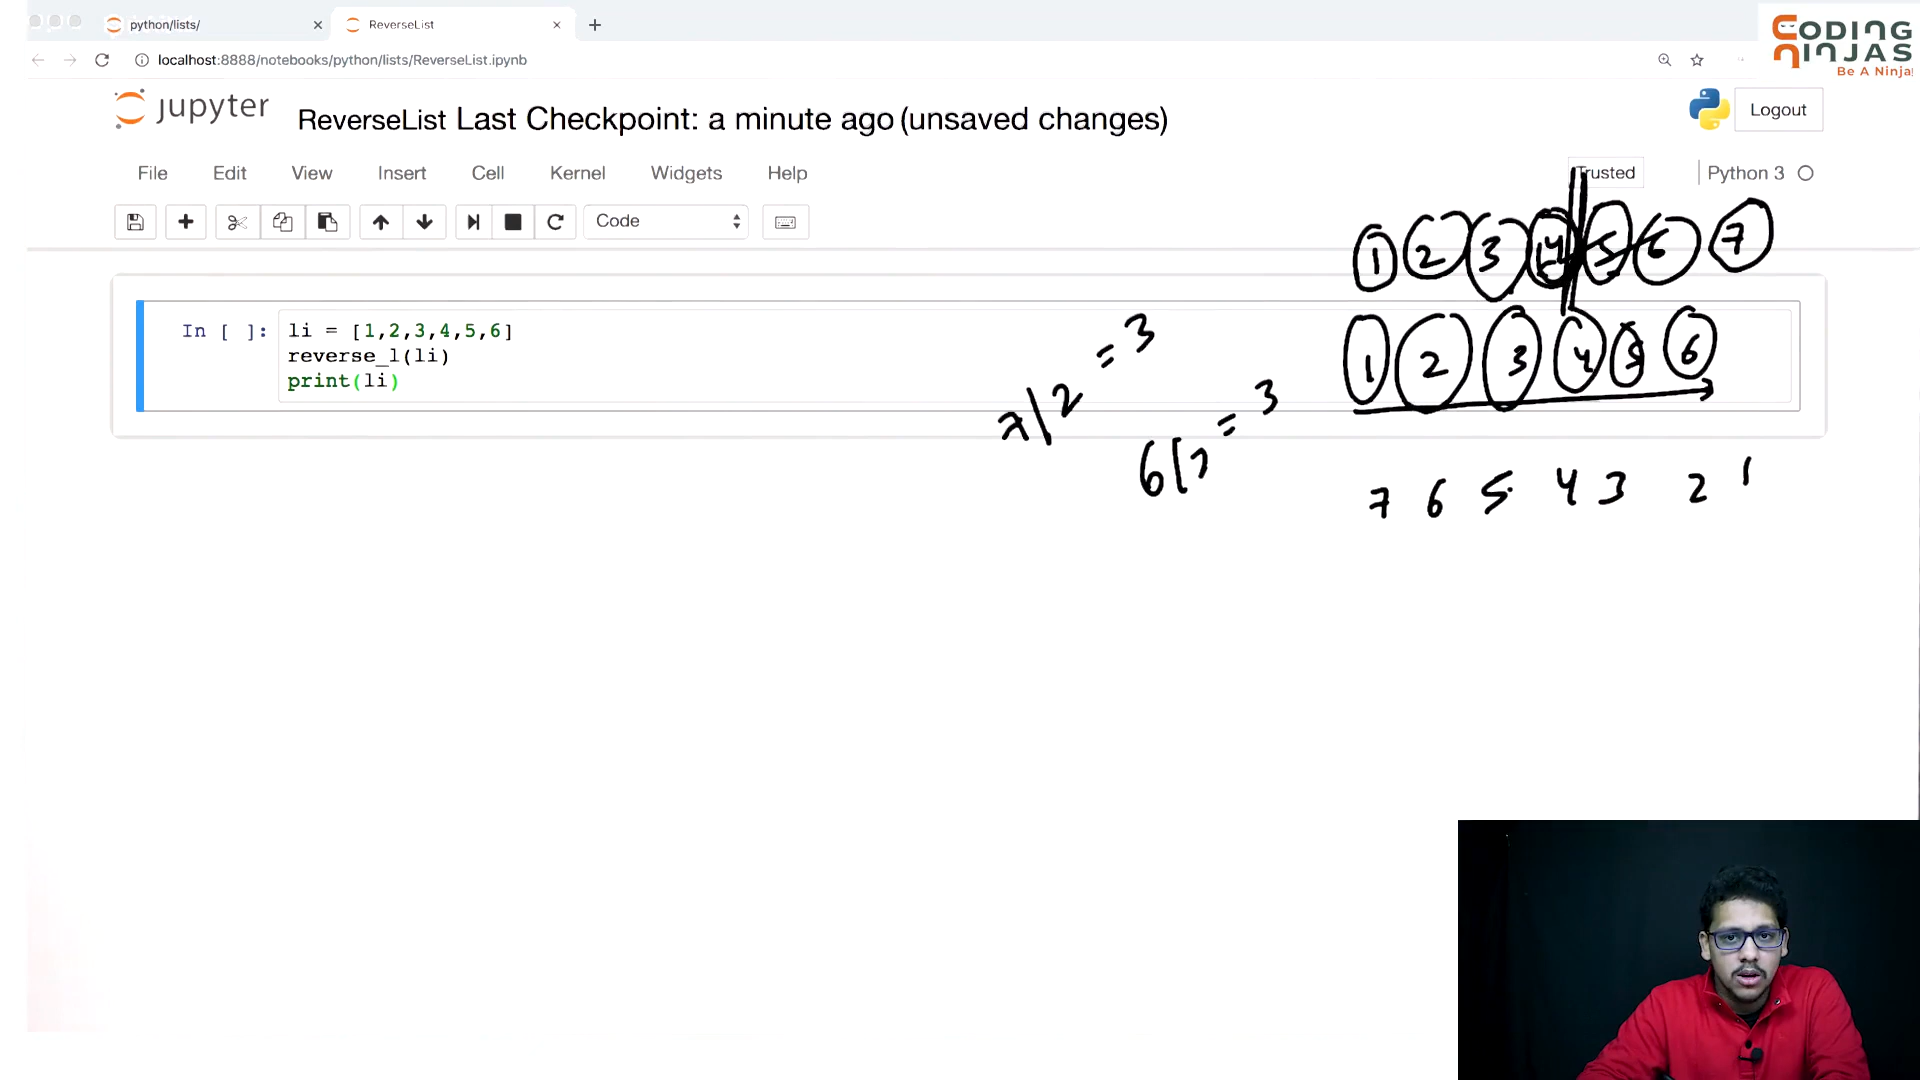 python/lists/ ReverseList
localhost:8888/notebooks/python/lists/ReverseList.ipynb
CODING
NINJAS
Be A Ninja!
jupyter ReverseList Last Checkpoint: a minute ago (unsaved changes) Logout
File Edit View Insert Cell Kernel Widgets Help Trusted Python 3
Code
1 2 3 4 5 6 7
In [ ]: li = [1,2,3,4,5,6]
reverse_l(li)
print(li)
1 2 3 4 5 6
7/2 = 3
6/2 = 3
7 6 5 4 3 2 1